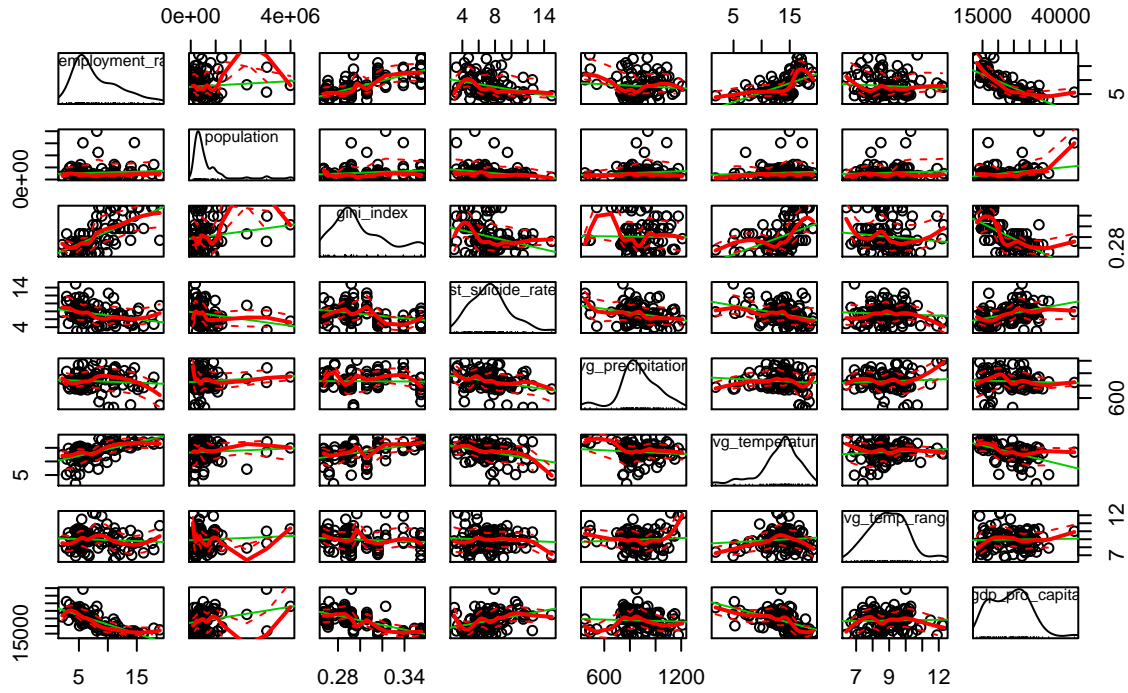 0e+00 4e+06 4 8 14 5 15 15000 40000
employment_ra
5
population
0e+00
gini_index
0.28
14
4
st_suicide_rate
vg_precipitation
600
5
vg_temperatur
vg_temp_rang
12
7
15000
gdp_pro_capita
5 15 0.28 0.34 600 1200 7 9 12